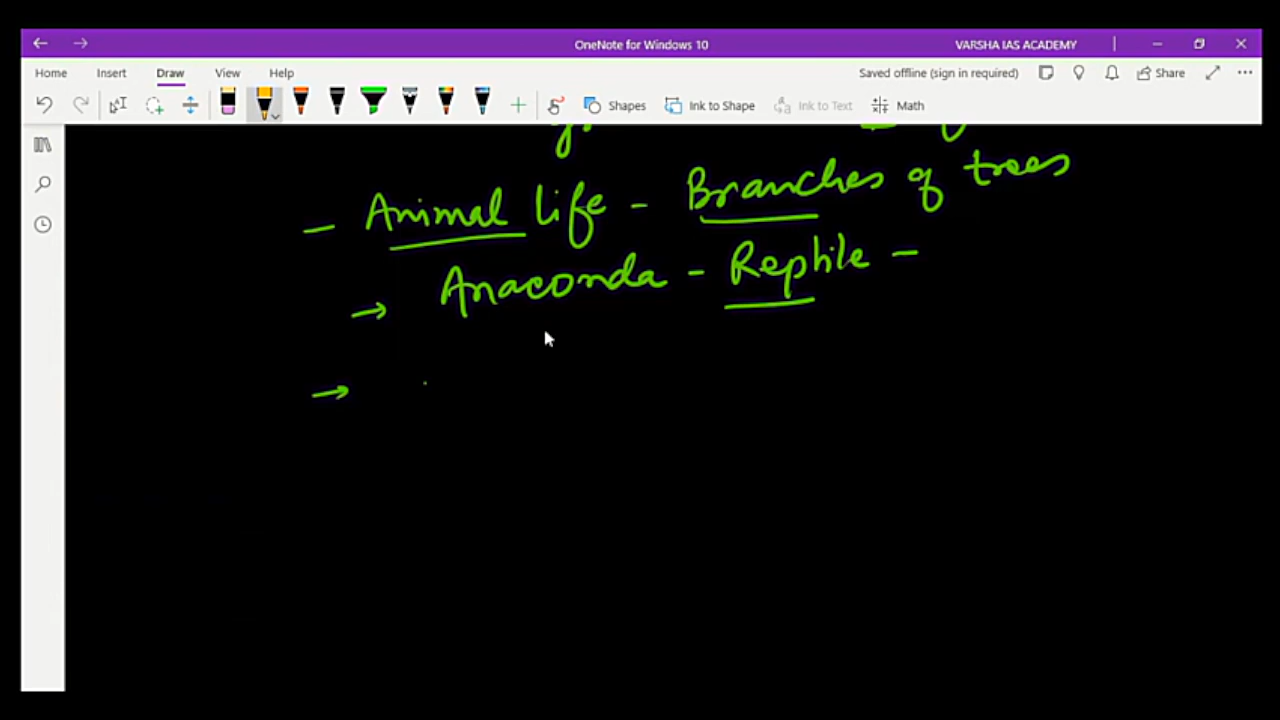 OneNote for Windows 10
VARSHA IAS ACADEMY
Home Insert Draw View Help
Saved offline (sign in required) Share
Shapes Ink to Shape Ink to Text Math
- Animal life - Branches of trees
→ Anaconda - Reptile -
→